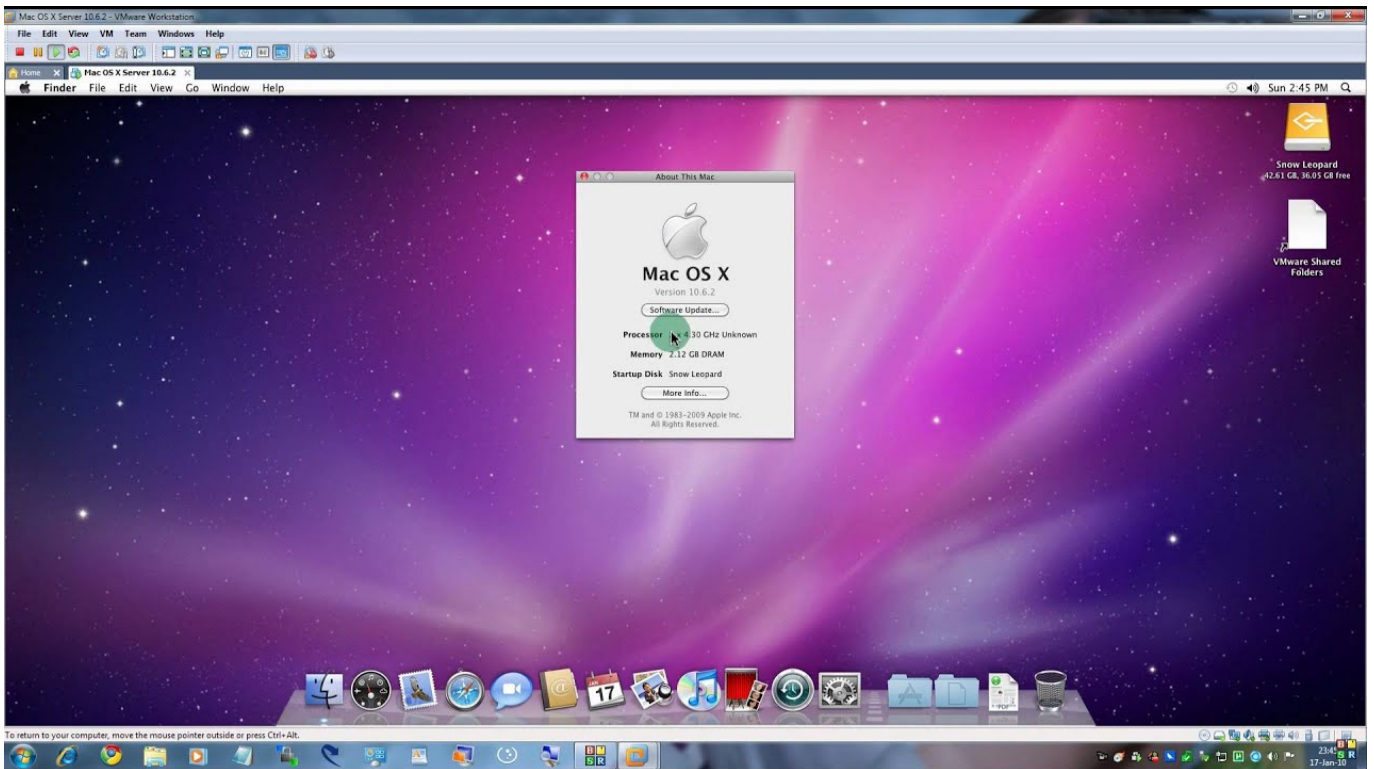 Mac OS X Server 10.6.2 - VMware Workstation
File Edit View VM Team Windows Help
Home Mac OS X Server 10.6.2
Finder File Edit View Go Window Help Sun 2:45 PM
Snow Leopard
42.61 GB, 36.05 GB free
VMware Shared
Folders
About This Mac
Mac OS X
Version 10.6.2
Software Update...
Processor 4.30 GHz Unknown
Memory 2.12 GB DRAM
Startup Disk Snow Leopard
More Info...
TM and © 1983-2009 Apple Inc.
All Rights Reserved.
JAN
17
PDF
To return to your computer, move the mouse pointer outside or press Ctrl+Alt.
B M
S R
23:45
17-Jan-10